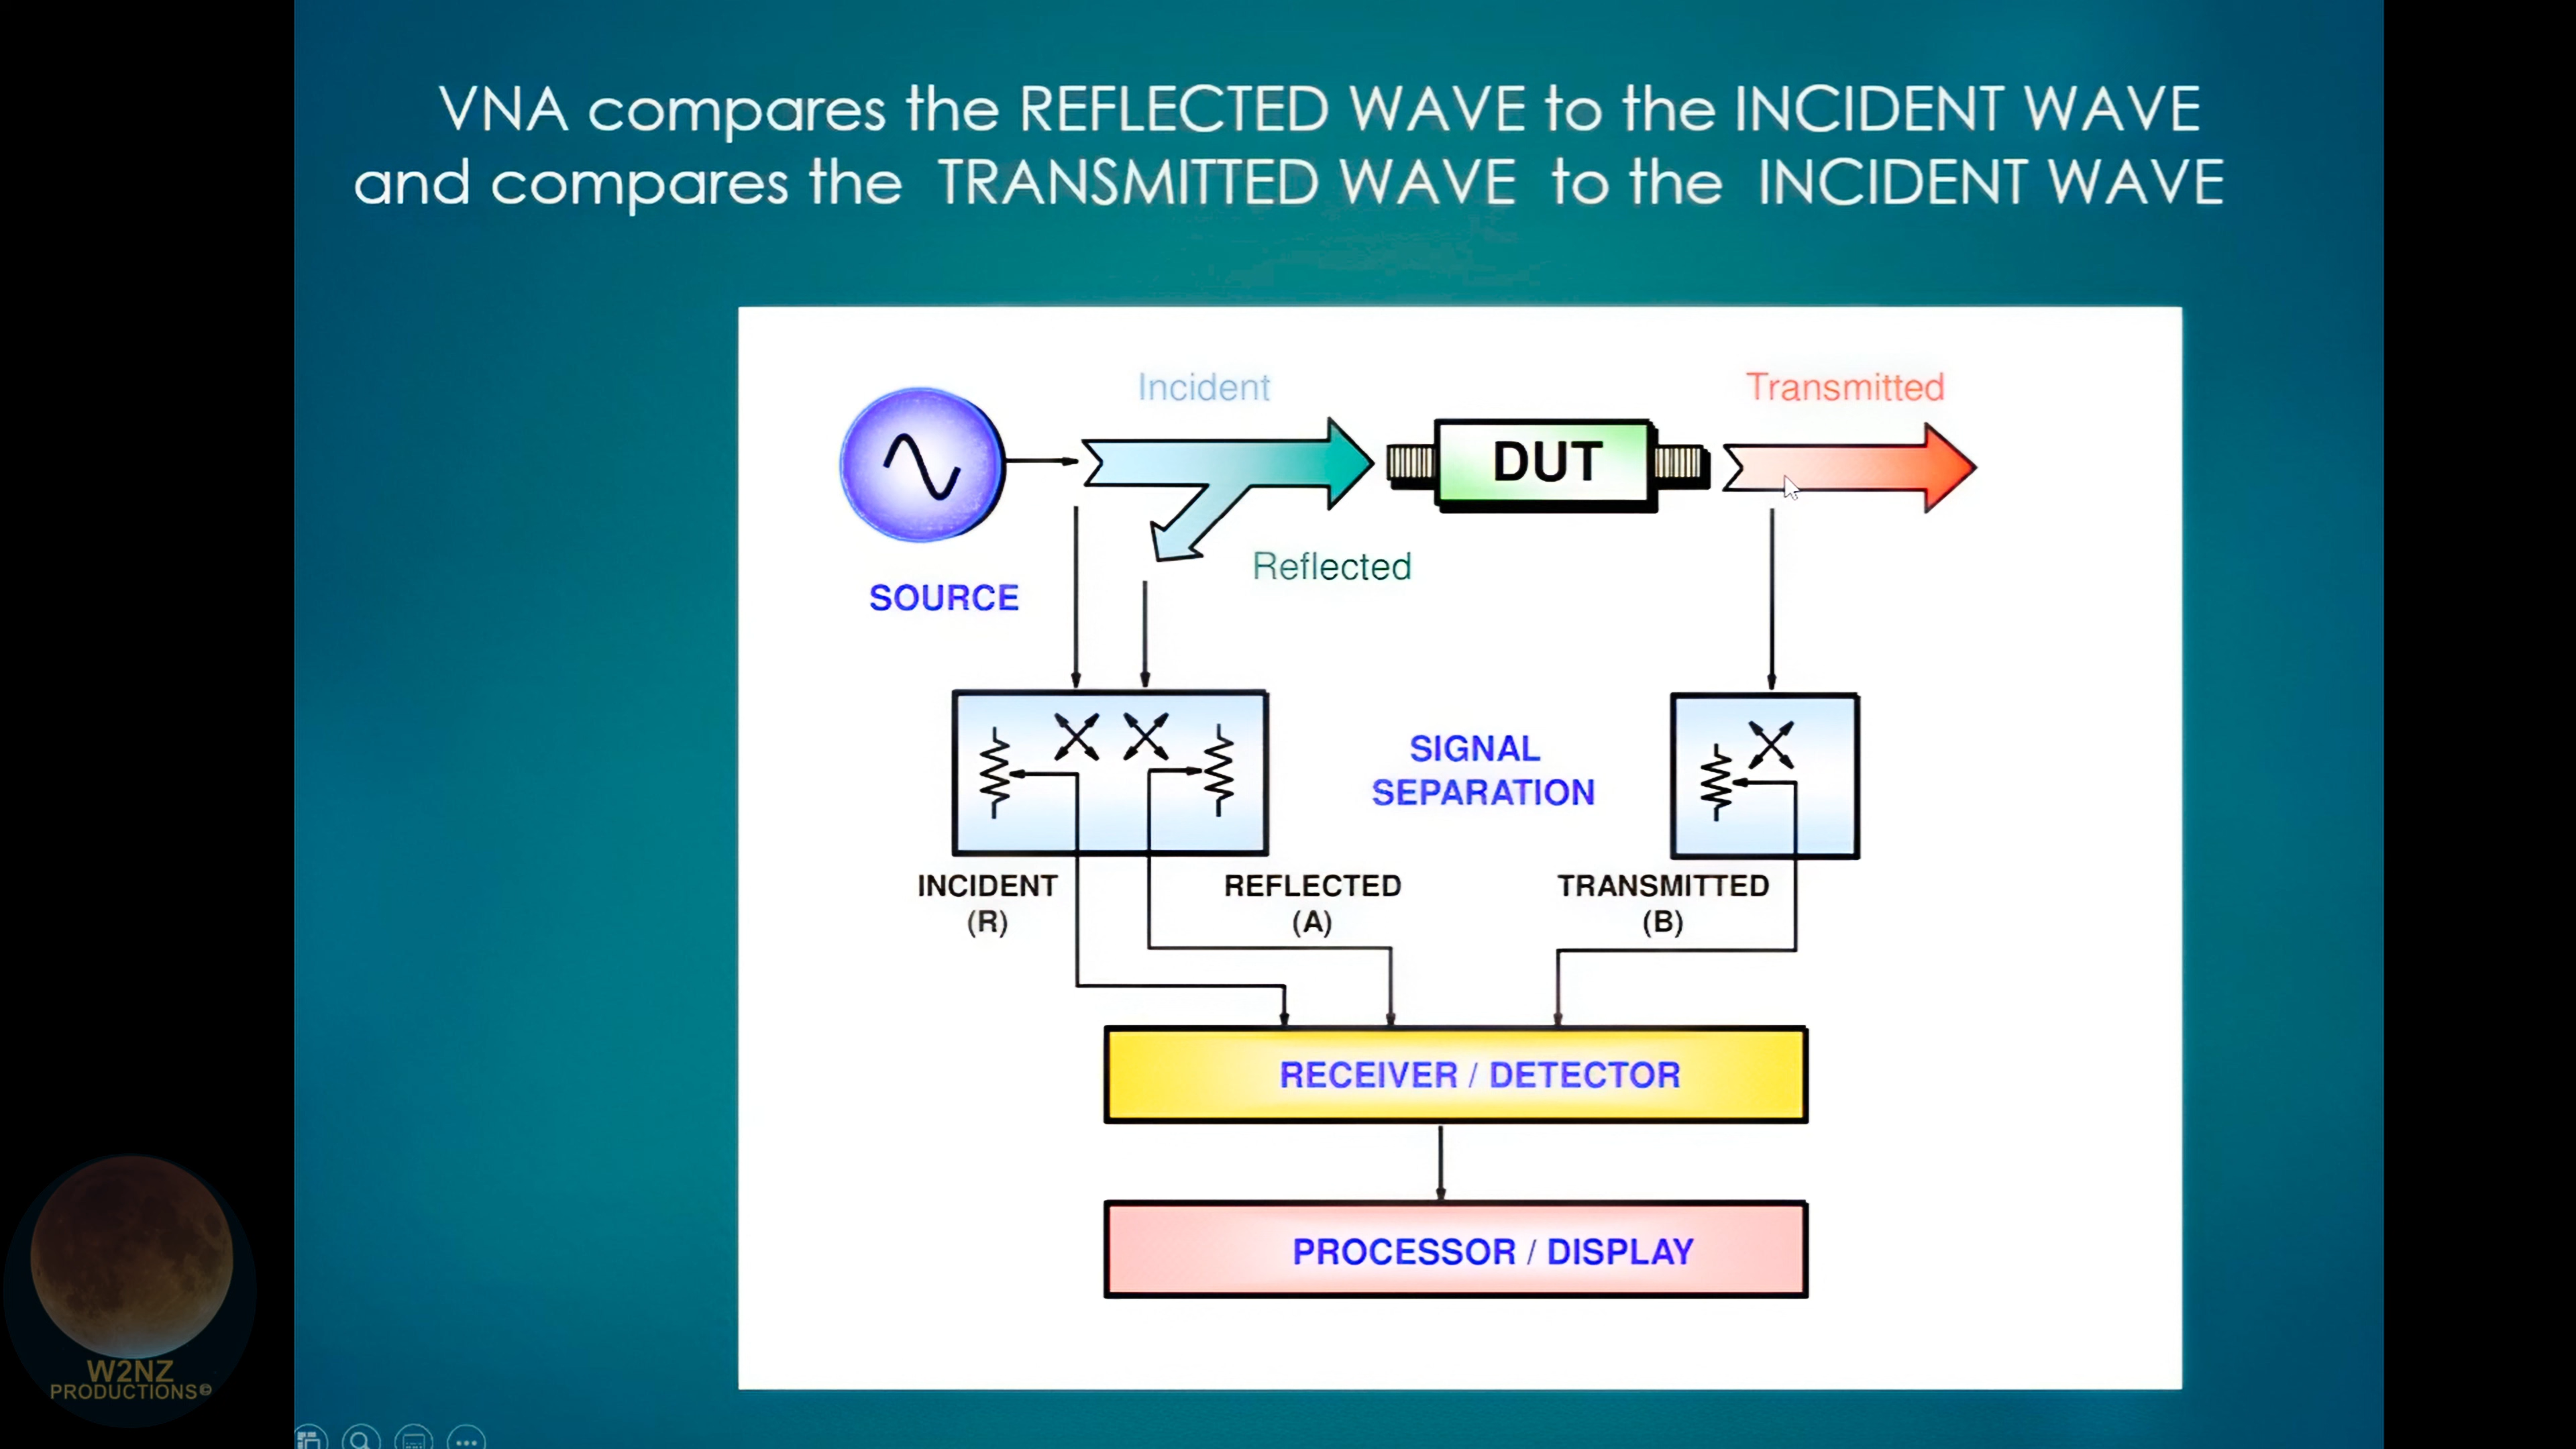 VNA compares the REFLECTED WAVE to the INCIDENT WAVE
and compares the TRANSMITTED WAVE to the INCIDENT WAVE
Incident
Transmitted
DUT
Reflected
SOURCE
SIGNAL
SEPARATION
INCIDENT
(R)
REFLECTED
(A)
TRANSMITTED
(B)
RECEIVER / DETECTOR
PROCESSOR / DISPLAY
W2NZ
PRODUCTIONS©